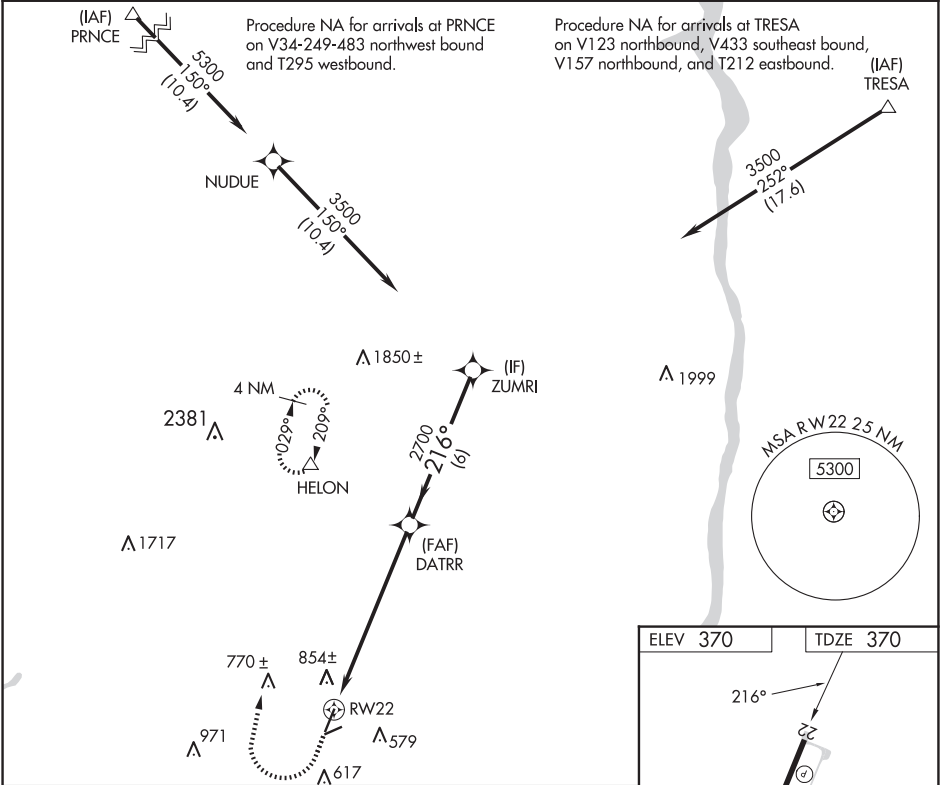 (IAF)
PRNCE
Procedure NA for arrivals at PRNCE
on V34-249-483 northwest bound
and T295 westbound.
Procedure NA for arrivals at TRESA
on V123 northbound, V433 southeast bound,
V157 northbound, and T212 eastbound.
(IAF)
TRESA
5300
150°
(10.4)
NUDUE
3500
150°
(10.4)
3500
252°
(17.6)
1850 ±
(IF)
ZUMRI
1999
4 NM
2381
029°
209°
HELON
2700
216°
(6)
MSA RW22 25 NM
5300
1717
(FAF)
DATRR
ELEV 370
TDZE 370
770 ±
854±
216°
RW22
22
971
579
617
P